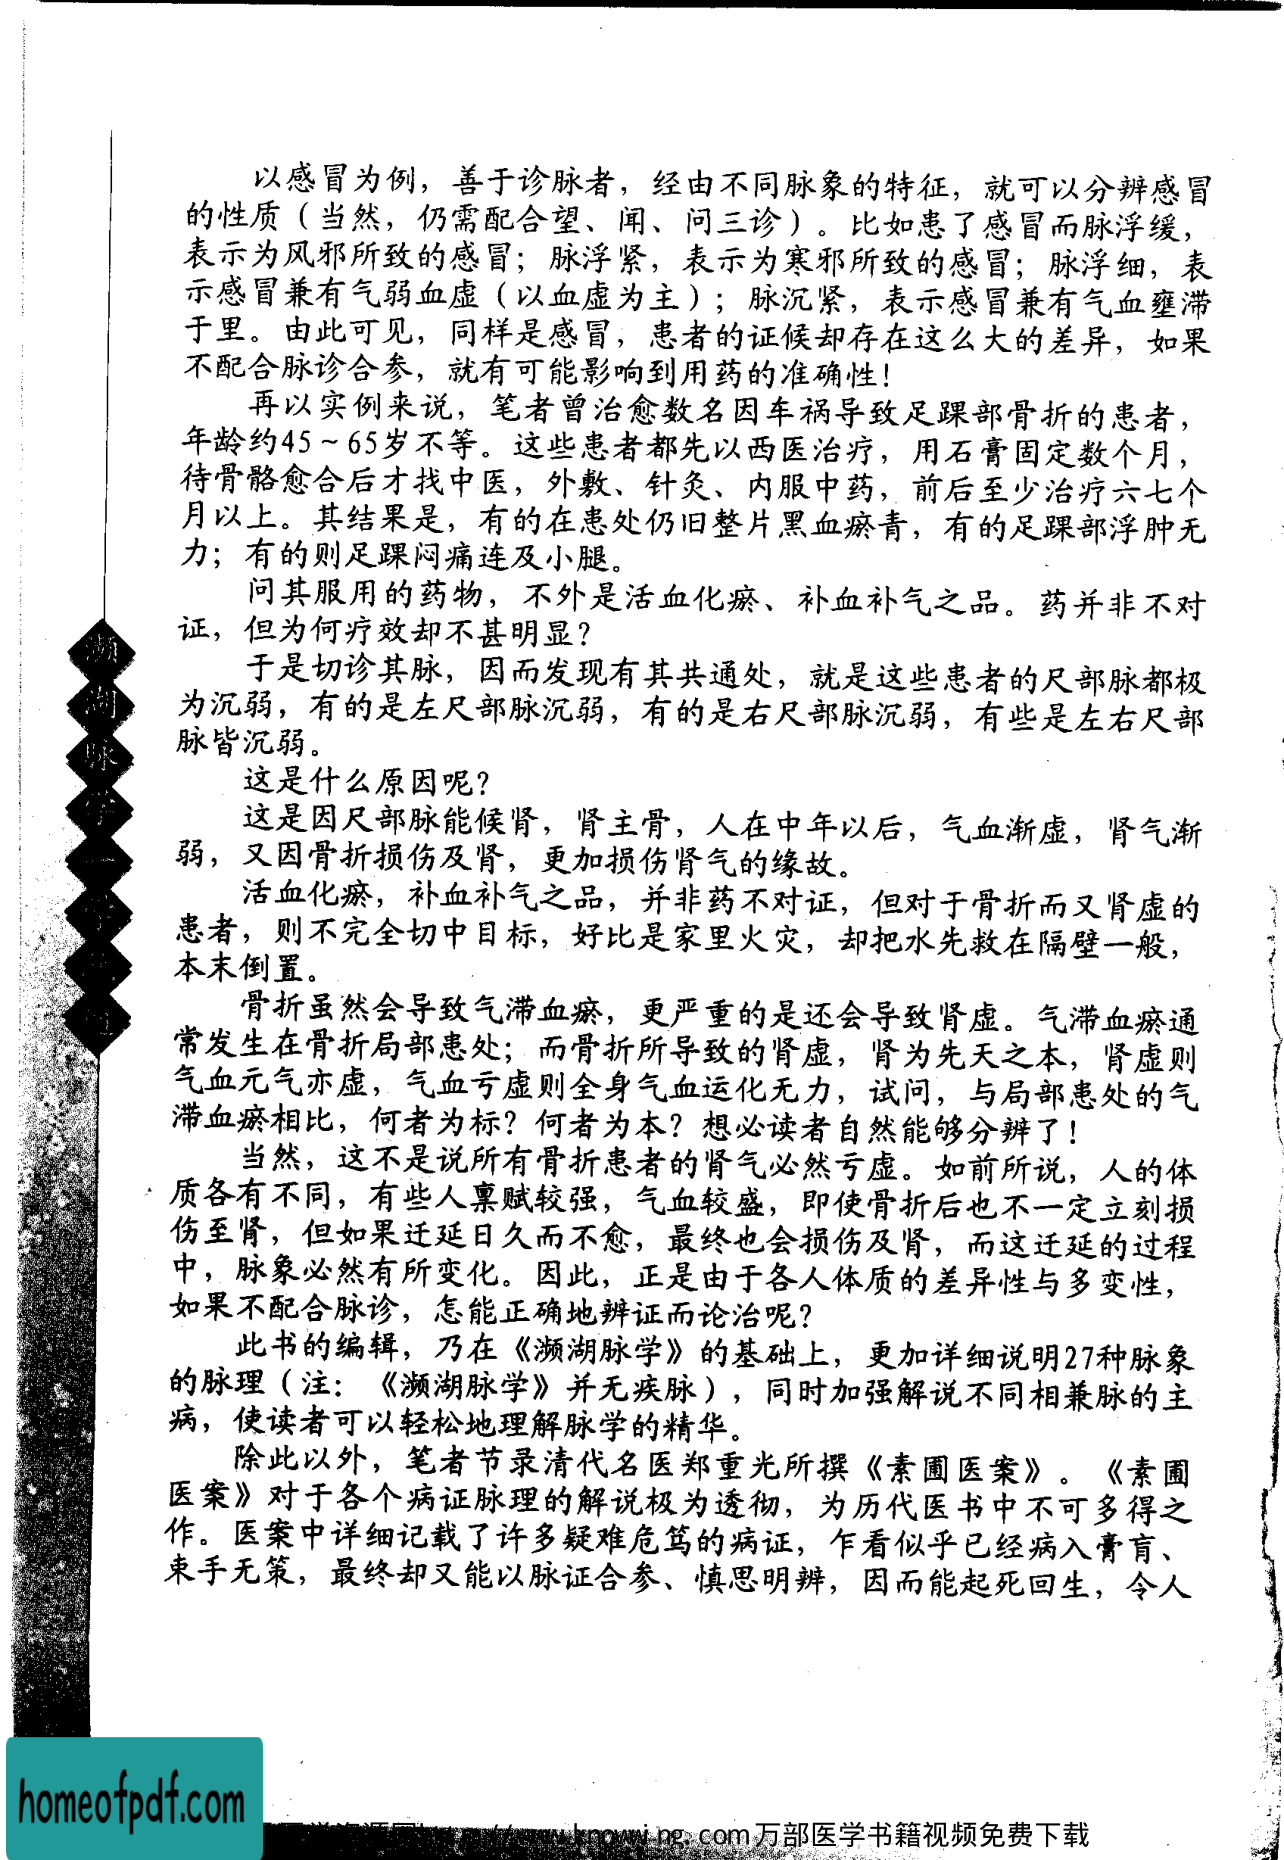 以感冒为例，善于诊脉者，经由不同脉象的特征，就可以分辨感冒
的性质（当然，仍需配合望、闻、问三诊）。比如患了感冒而脉浮缓，
表示为风邪所致的感冒；脉浮紧，表示为寒邪所致的感冒；脉浮细，表
示感冒兼有气弱血虚（以血虚为主）；脉沉紧，表示感冒兼有气血壅滞
于里。由此可见，同样是感冒，患者的证候却存在这么大的差异，如果
不配合脉诊合参，就有可能影响到用药的准确性！
再以实例来说，笔者曾治愈数名因车祸导致足踝部骨折的患者，
年龄约45～65岁不等。这些患者都先以西医治疗，用石膏固定数个月，
待骨骼愈合后才找中医，外敷、针灸、内服中药，前后至少治疗六七个
月以上。其结果是，有的在患处仍旧整片黑血瘀青，有的足踝部浮肿无
力；有的则足踝闷痛连及小腿。
问其服用的药物，不外是活血化瘀、补血补气之品。药并非不对
证，但为何疗效却不甚明显？
于是切诊其脉，因而发现有其共通处，就是这些患者的尺部脉都极
为沉弱，有的是左尺部脉沉弱，有的是右尺部脉沉弱，有些是左右尺部
脉皆沉弱。
这是什么原因呢？
这是因尺部脉能候肾，肾主骨，人在中年以后，气血渐虚，肾气渐
弱，又因骨折损伤及肾，更加损伤肾气的缘故。
活血化瘀，补血补气之品，并非药不对证，但对于骨折而又肾虚的
患者，则不完全切中目标，好比是家里火灾，却把水先救在隔壁一般，
本末倒置。
骨折虽然会导致气滞血瘀，更严重的是还会导致肾虚。气滞血瘀通
常发生在骨折局部患处；而骨折所导致的肾虚，肾为先天之本，肾虚则
气血元气亦虚，气血亏虚则全身气血运化无力，试问，与局部患处的气
滞血瘀相比，何者为标？何者为本？想必读者自然能够分辨了！
当然，这不是说所有骨折患者的肾气必然亏虚。如前所说，人的体
质各有不同，有些人禀赋较强，气血较盛，即使骨折后也不一定立刻损
伤至肾，但如果迁延日久而不愈，最终也会损伤及肾，而这迁延的过程
中，脉象必然有所变化。因此，正是由于各人体质的差异性与多变性，
如果不配合脉诊，怎能正确地辨证而论治呢？
此书的编辑，乃在《濒湖脉学》的基础上，更加详细说明27种脉象
的脉理（注：《濒湖脉学》并无疾脉），同时加强解说不同相兼脉的主
病，使读者可以轻松地理解脉学的精华。
除此以外，笔者节录清代名医郑重光所撰《素圃医案》。《素圃
医案》对于各个病证脉理的解说极为透彻，为历代医书中不可多得之
作。医案中详细记载了许多疑难危笃的病证，乍看似乎已经病入膏肓、
束手无策，最终却又能以脉证合参、慎思明辨，因而能起死回生，令人
濒
湖
脉
学
homeofpdf.com
.com万部医学书籍视频免费下载